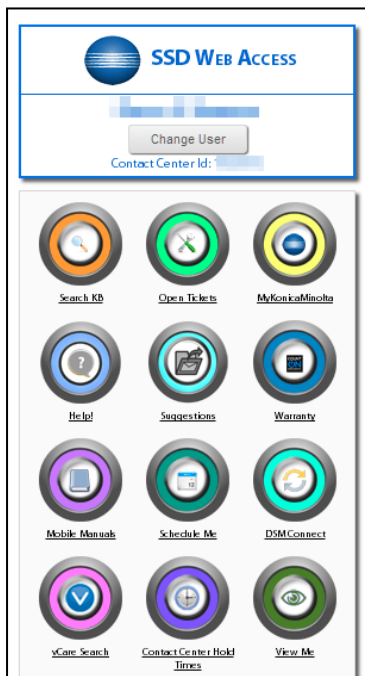 SSD WEB ACCESS
Change User
Contact Center Id:
Search KB
Open Tickets
MyKonicaMinolta
Help!
Suggestions
Warranty
Mobile Manuals
Schedule Me
DSMConnect
vCare Search
Contact Center Hold
Times
View Me